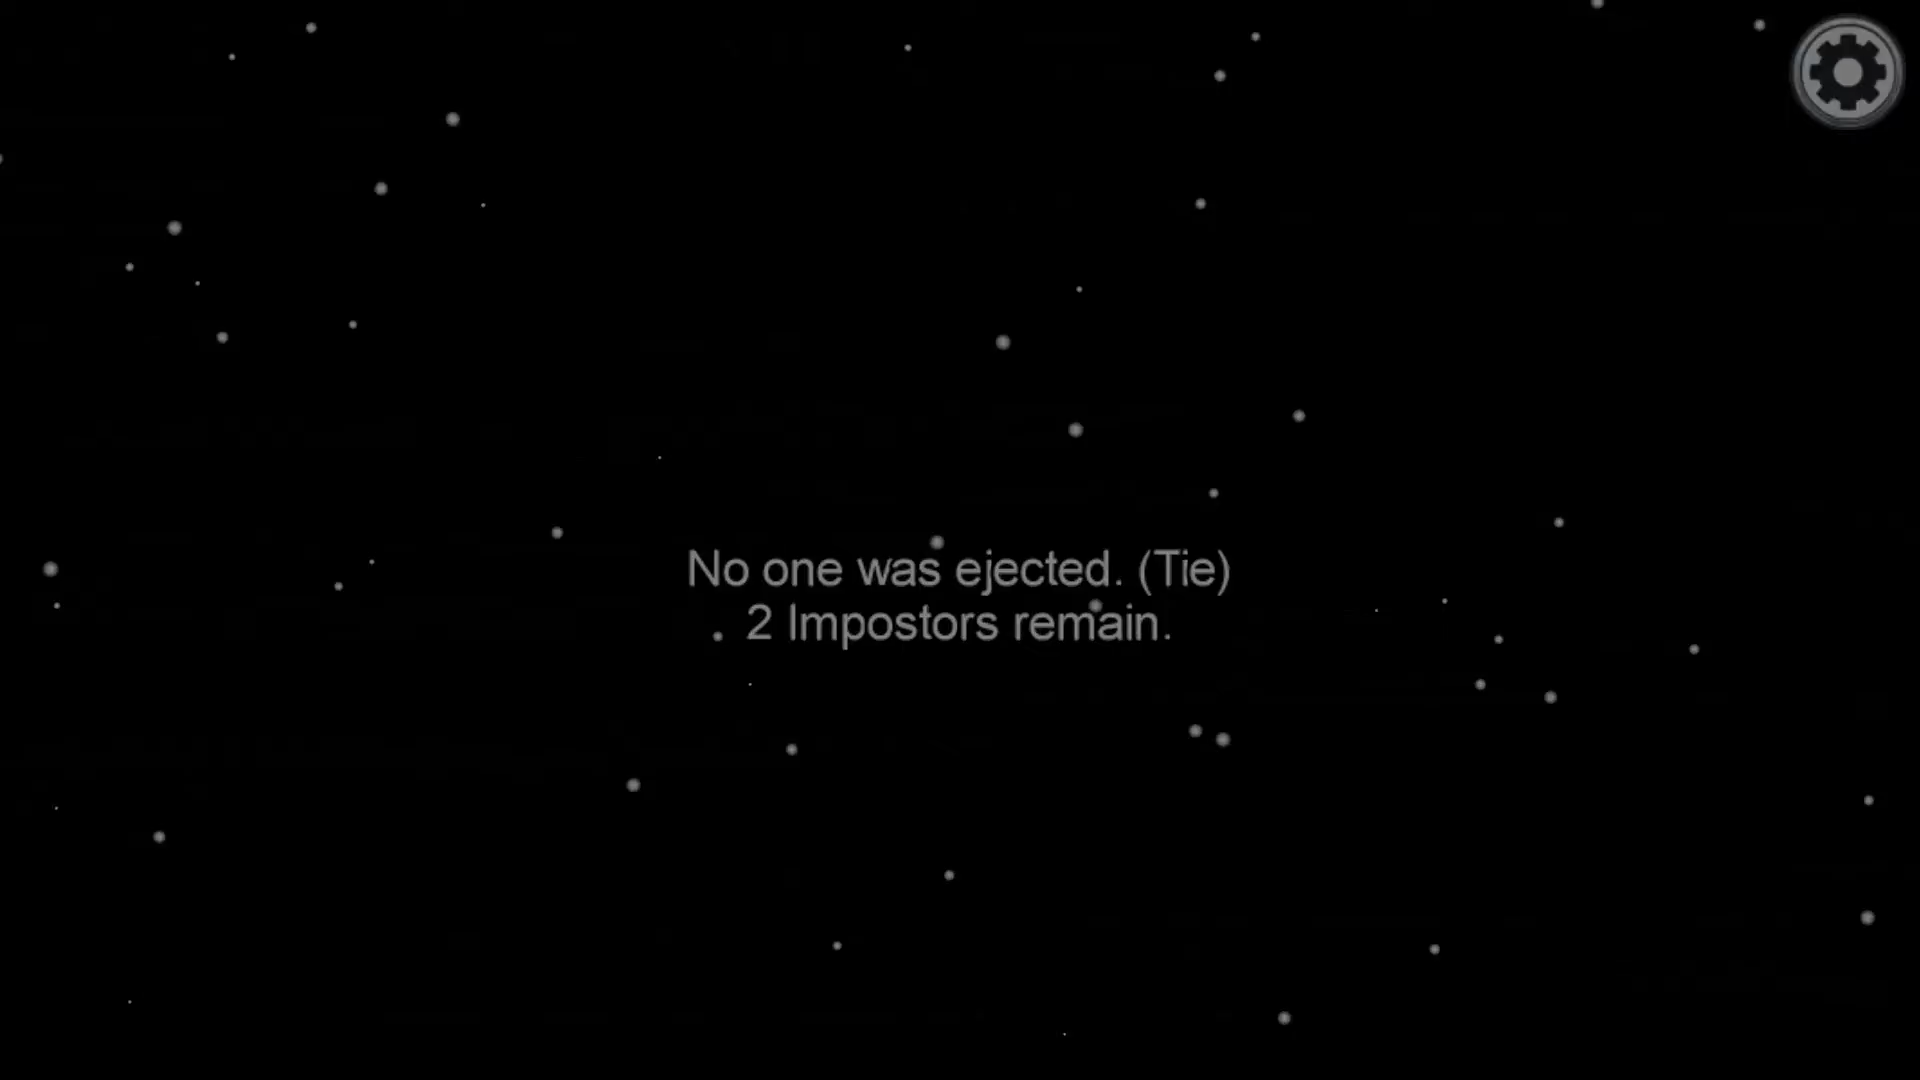 No one was ejected. (Tie)
2 Impostors remain.